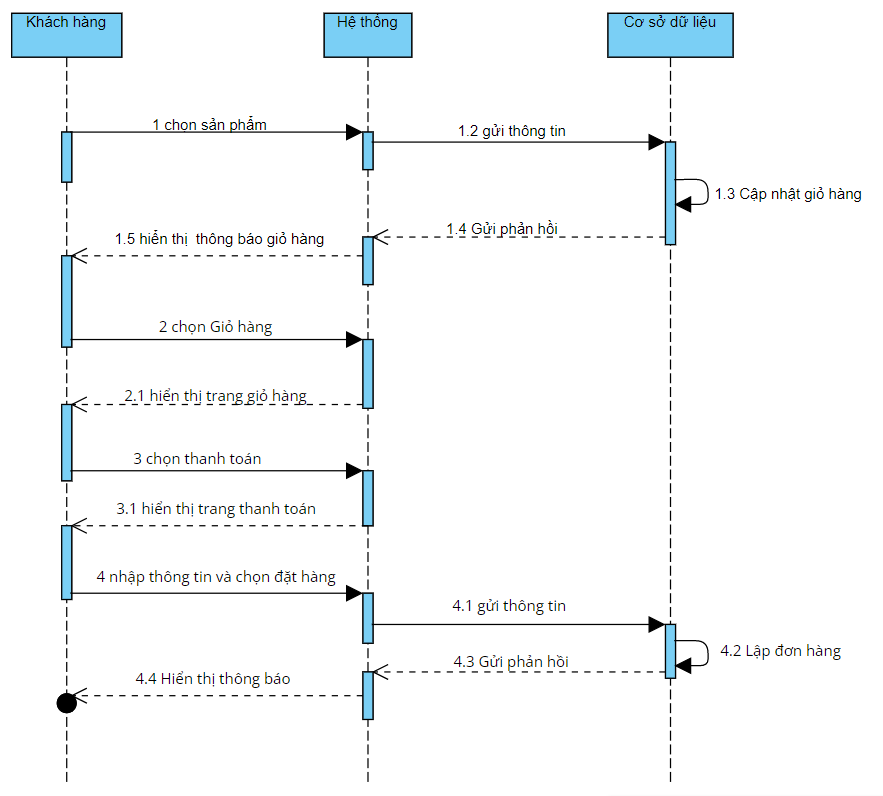 Khách hàng
Hệ thống
Cơ sở dữ liệu
1 chon sản phẩm
1.2 gửi thông tin
1.3 Cập nhật giỏ hàng
1.4 Gửi phản hồi
1.5 hiển thị thông báo giỏ hàng
2 chọn Giỏ hàng
2.1 hiển thị trang giỏ hàng
3 chọn thanh toán
3.1 hiển thị trang thanh toán
4 nhập thông tin và chọn đặt hàng
4.1 gửi thông tin
4.2 Lập đơn hàng
4.3 Gửi phản hồi
4.4 Hiển thị thông báo